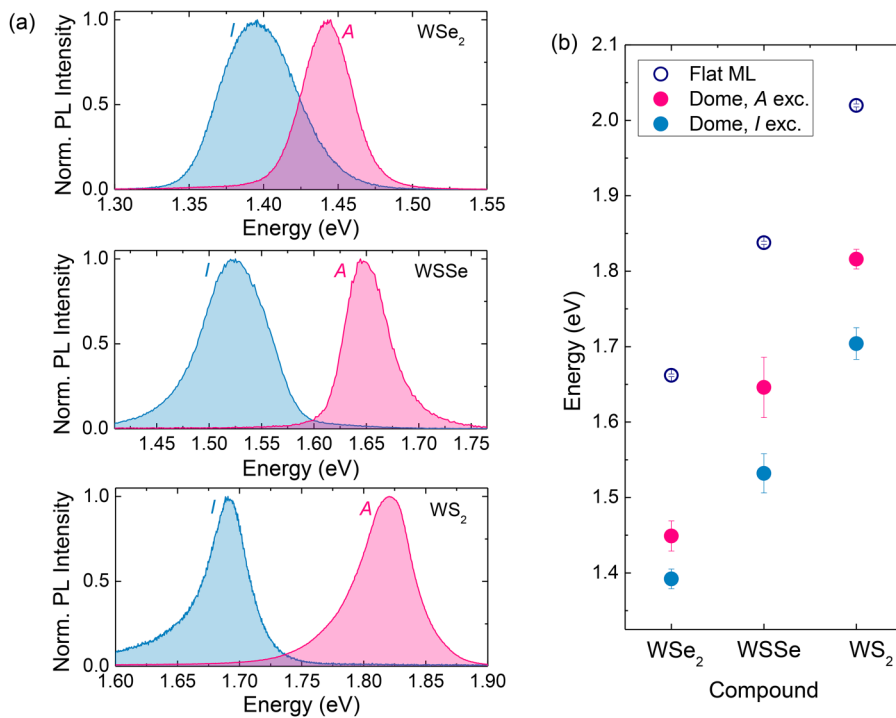 (a)
I
A
WSe₂
Norm. PL Intensity
1.0
0.5
0.0
1.30 1.35 1.40 1.45 1.50 1.55
Energy (eV)
I
A
WSSe
Norm. PL Intensity
1.0
0.5
0.0
1.45 1.50 1.55 1.60 1.65 1.70 1.75
Energy (eV)
I
A
WS₂
Norm. PL Intensity
1.0
0.5
0.0
1.60 1.65 1.70 1.75 1.80 1.85 1.90
Energy (eV)
(b)
Flat ML
Dome, A exc.
Dome, I exc.
Energy (eV)
2.1
2.0
1.9
1.8
1.7
1.6
1.5
1.4
WSe₂ WSSe WS₂
Compound